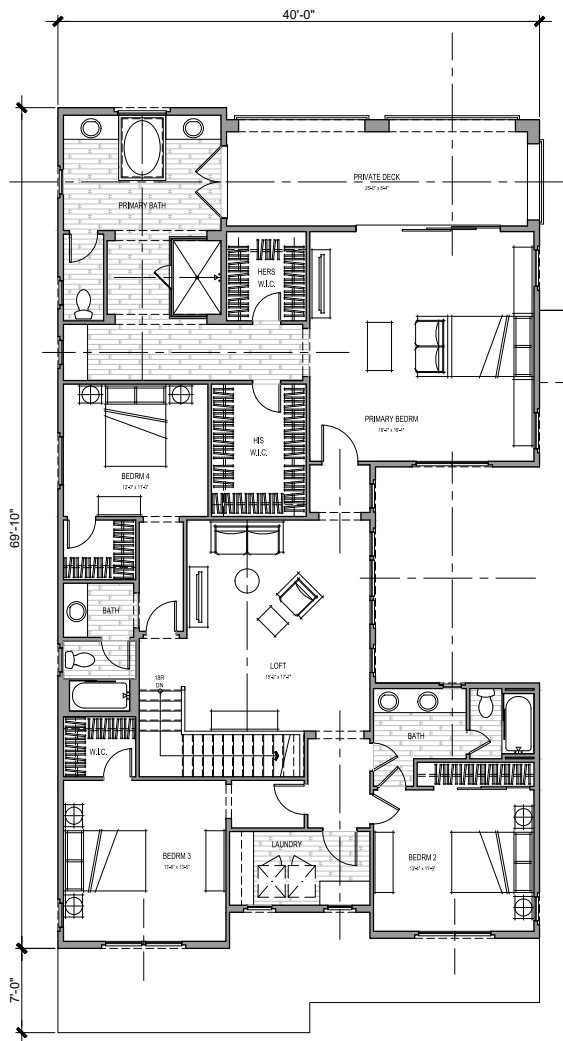 40'-0"
PRIVATE DECK
PRIMARY BATH
HERS
W.I.C.
PRIMARY BEDRM
HIS
W.I.C.
BEDRM 4
69'-10"
BATH
LOFT
18R
DN
BATH
W.I.C.
LAUNDRY
BEDRM 3
BEDRM 2
7'-0"